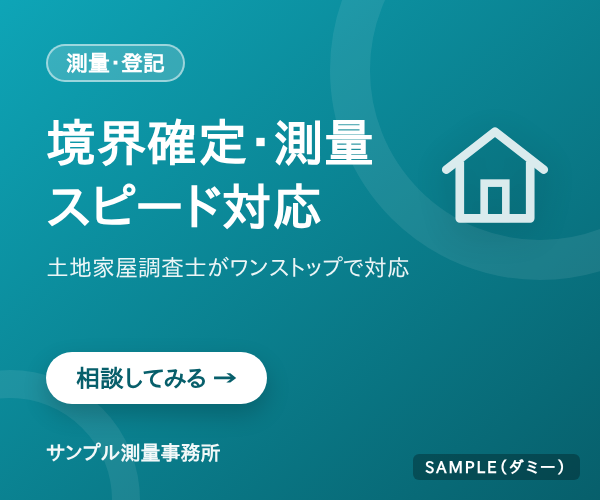 測量・登記
境界確定・測量
スピード対応
土地家屋調査士がワンストップで対応
相談してみる →
サンプル測量事務所
SAMPLE（ダミー）